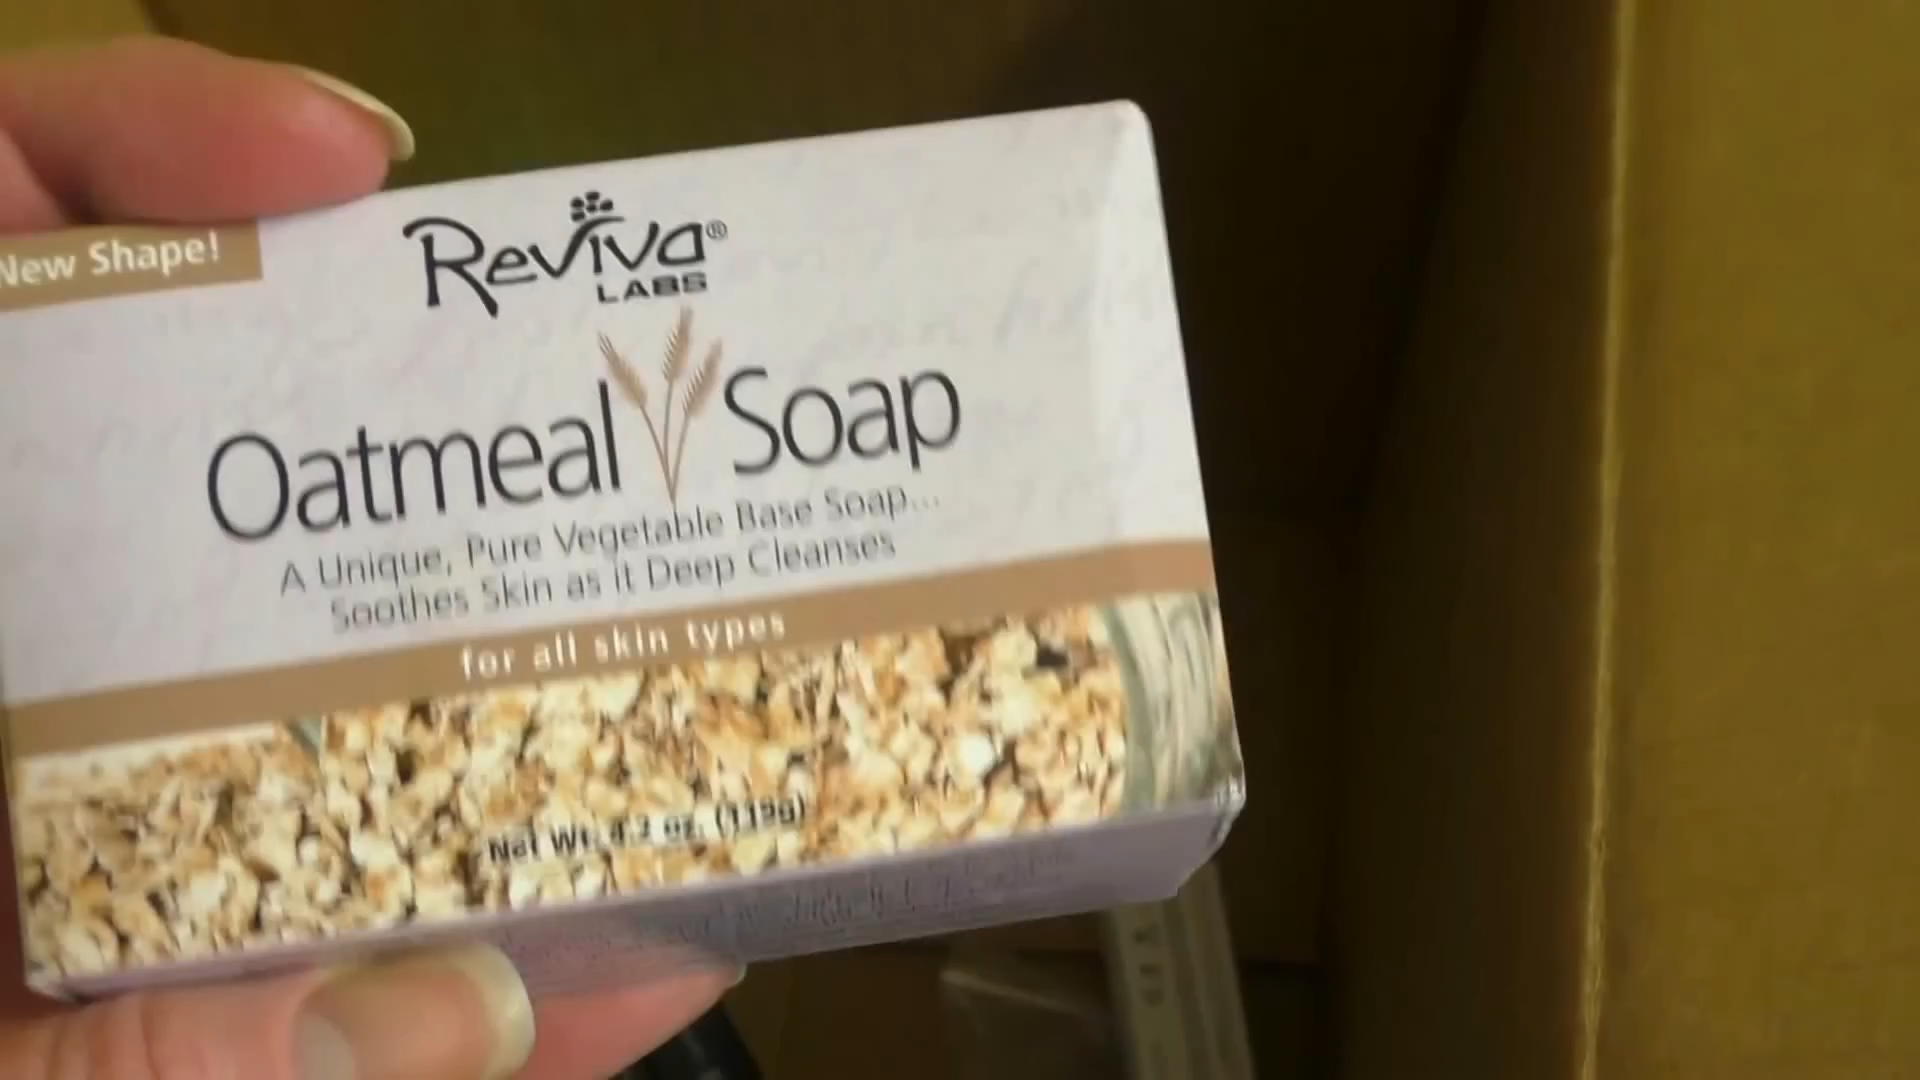 New Shape!
Reviva®
LABS
Oatmeal Soap
A Unique, Pure Vegetable Base Soap...
Soothes Skin as it Deep Cleanses
for all skin types
Net Wt. 4.2 oz. (119g)